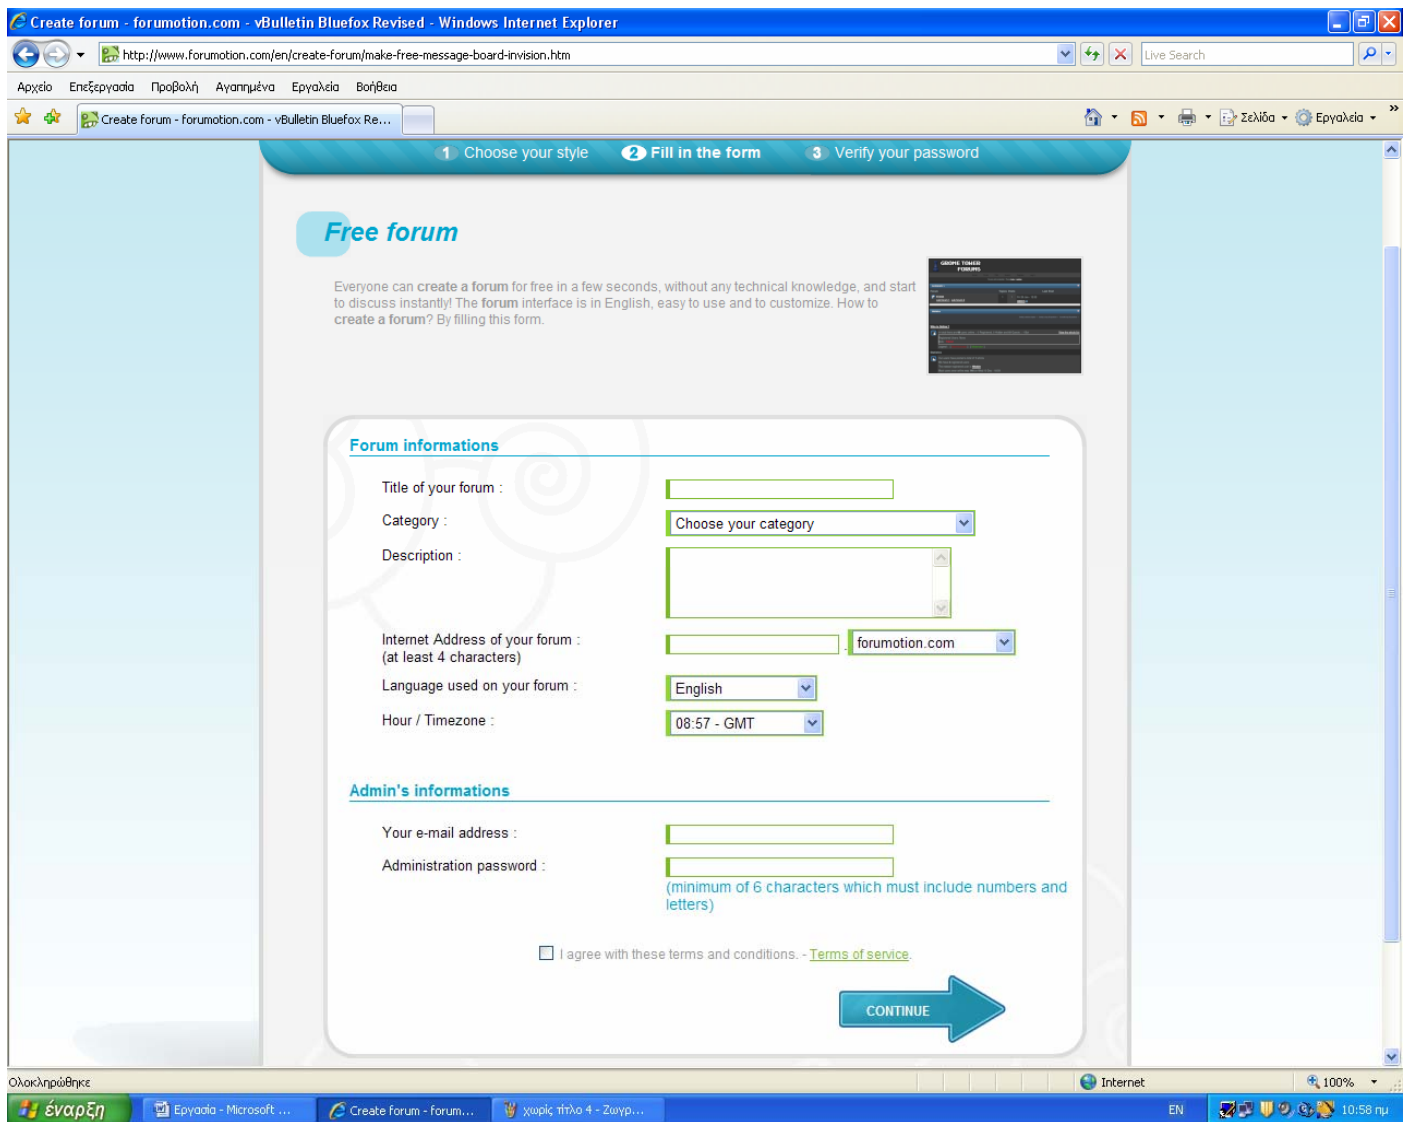 Create forum - forumotion.com - vBulletin Bluefox Revised - Windows Internet Explorer
http://www.forumotion.com/en/create-forum/make-free-message-board-invision.htm
Live Search
Αρχείο Επεξεργασία Προβολή Αγαπημένα Εργαλεία Βοήθεια
Create forum - forumotion.com - vBulletin Bluefox Re...
Σελίδα Εργαλεία
1 Choose your style 2 Fill in the form 3 Verify your password
Free forum
GNOME TOWER
FORUMS
Everyone can create a forum for free in a few seconds, without any technical knowledge, and start
to discuss instantly! The forum interface is in English, easy to use and to customize. How to
create a forum? By filling this form.
Forum informations
Title of your forum :
Category : Choose your category
Description :
Internet Address of your forum : . forumotion.com
(at least 4 characters)
Language used on your forum : English
Hour / Timezone : 08:57 - GMT
Admin's informations
Your e-mail address :
Administration password :
(minimum of 6 characters which must include numbers and
letters)
I agree with these terms and conditions. - Terms of service.
CONTINUE
Ολοκληρώθηκε Internet 100%
έναρξη Εργασία - Microsoft ... Create forum - forum... χωρίς τίτλο 4 - Ζωγρ... EN 10:58 πμ